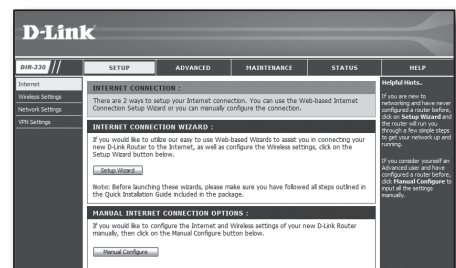 D-Link
DIR-330 // SETUP ADVANCED MAINTENANCE STATUS HELP
Internet
Wireless Settings
Network Settings
VPN Settings
INTERNET CONNECTION :
There are 2 ways to setup your Internet connection. You can use the Web-based Internet
Connection Setup Wizard or you can manually configure the connection.
INTERNET CONNECTION WIZARD :
If you would like to utilize our easy to use Web-based Wizards to assist you in connecting your
new D-Link Router to the Internet, as well as configure the Wireless settings, click on the
Setup Wizard button below.
Setup Wizard
Note: Before launching these wizards, please make sure you have followed all steps outlined in
the Quick Installation Guide included in the package.
MANUAL INTERNET CONNECTION OPTIONS :
If you would like to configure the Internet and Wireless settings of your new D-Link Router
manually, then click on the Manual Configure button below.
Manual Configure
Helpful Hints..
If you are new to
networking and have never
configured a router before,
click on Setup Wizard and
the router will run you
through a few simple steps
to get your network up and
running.
If you consider yourself an
Advanced user and have
configured a router before,
click Manual Configure to
input all the settings
manually.